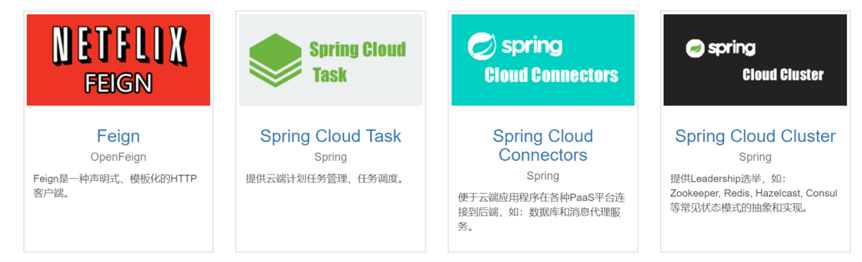 NETFLIX
FEIGN
Feign
OpenFeign
Feign是一种声明式、模板化的HTTP
客户端。
Spring Cloud
Task
Spring Cloud Task
Spring
提供云端计划任务管理、任务调度。
spring
Cloud Connectors
Spring Cloud
Connectors
Spring
便于云端应用程序在各种PaaS平台连
接到后端，如：数据库和消息代理服
务。
spring
Cloud Cluster
Spring Cloud Cluster
Spring
提供Leadership选举，如：
Zookeeper, Redis, Hazelcast, Consul
等常见状态模式的抽象和实现。